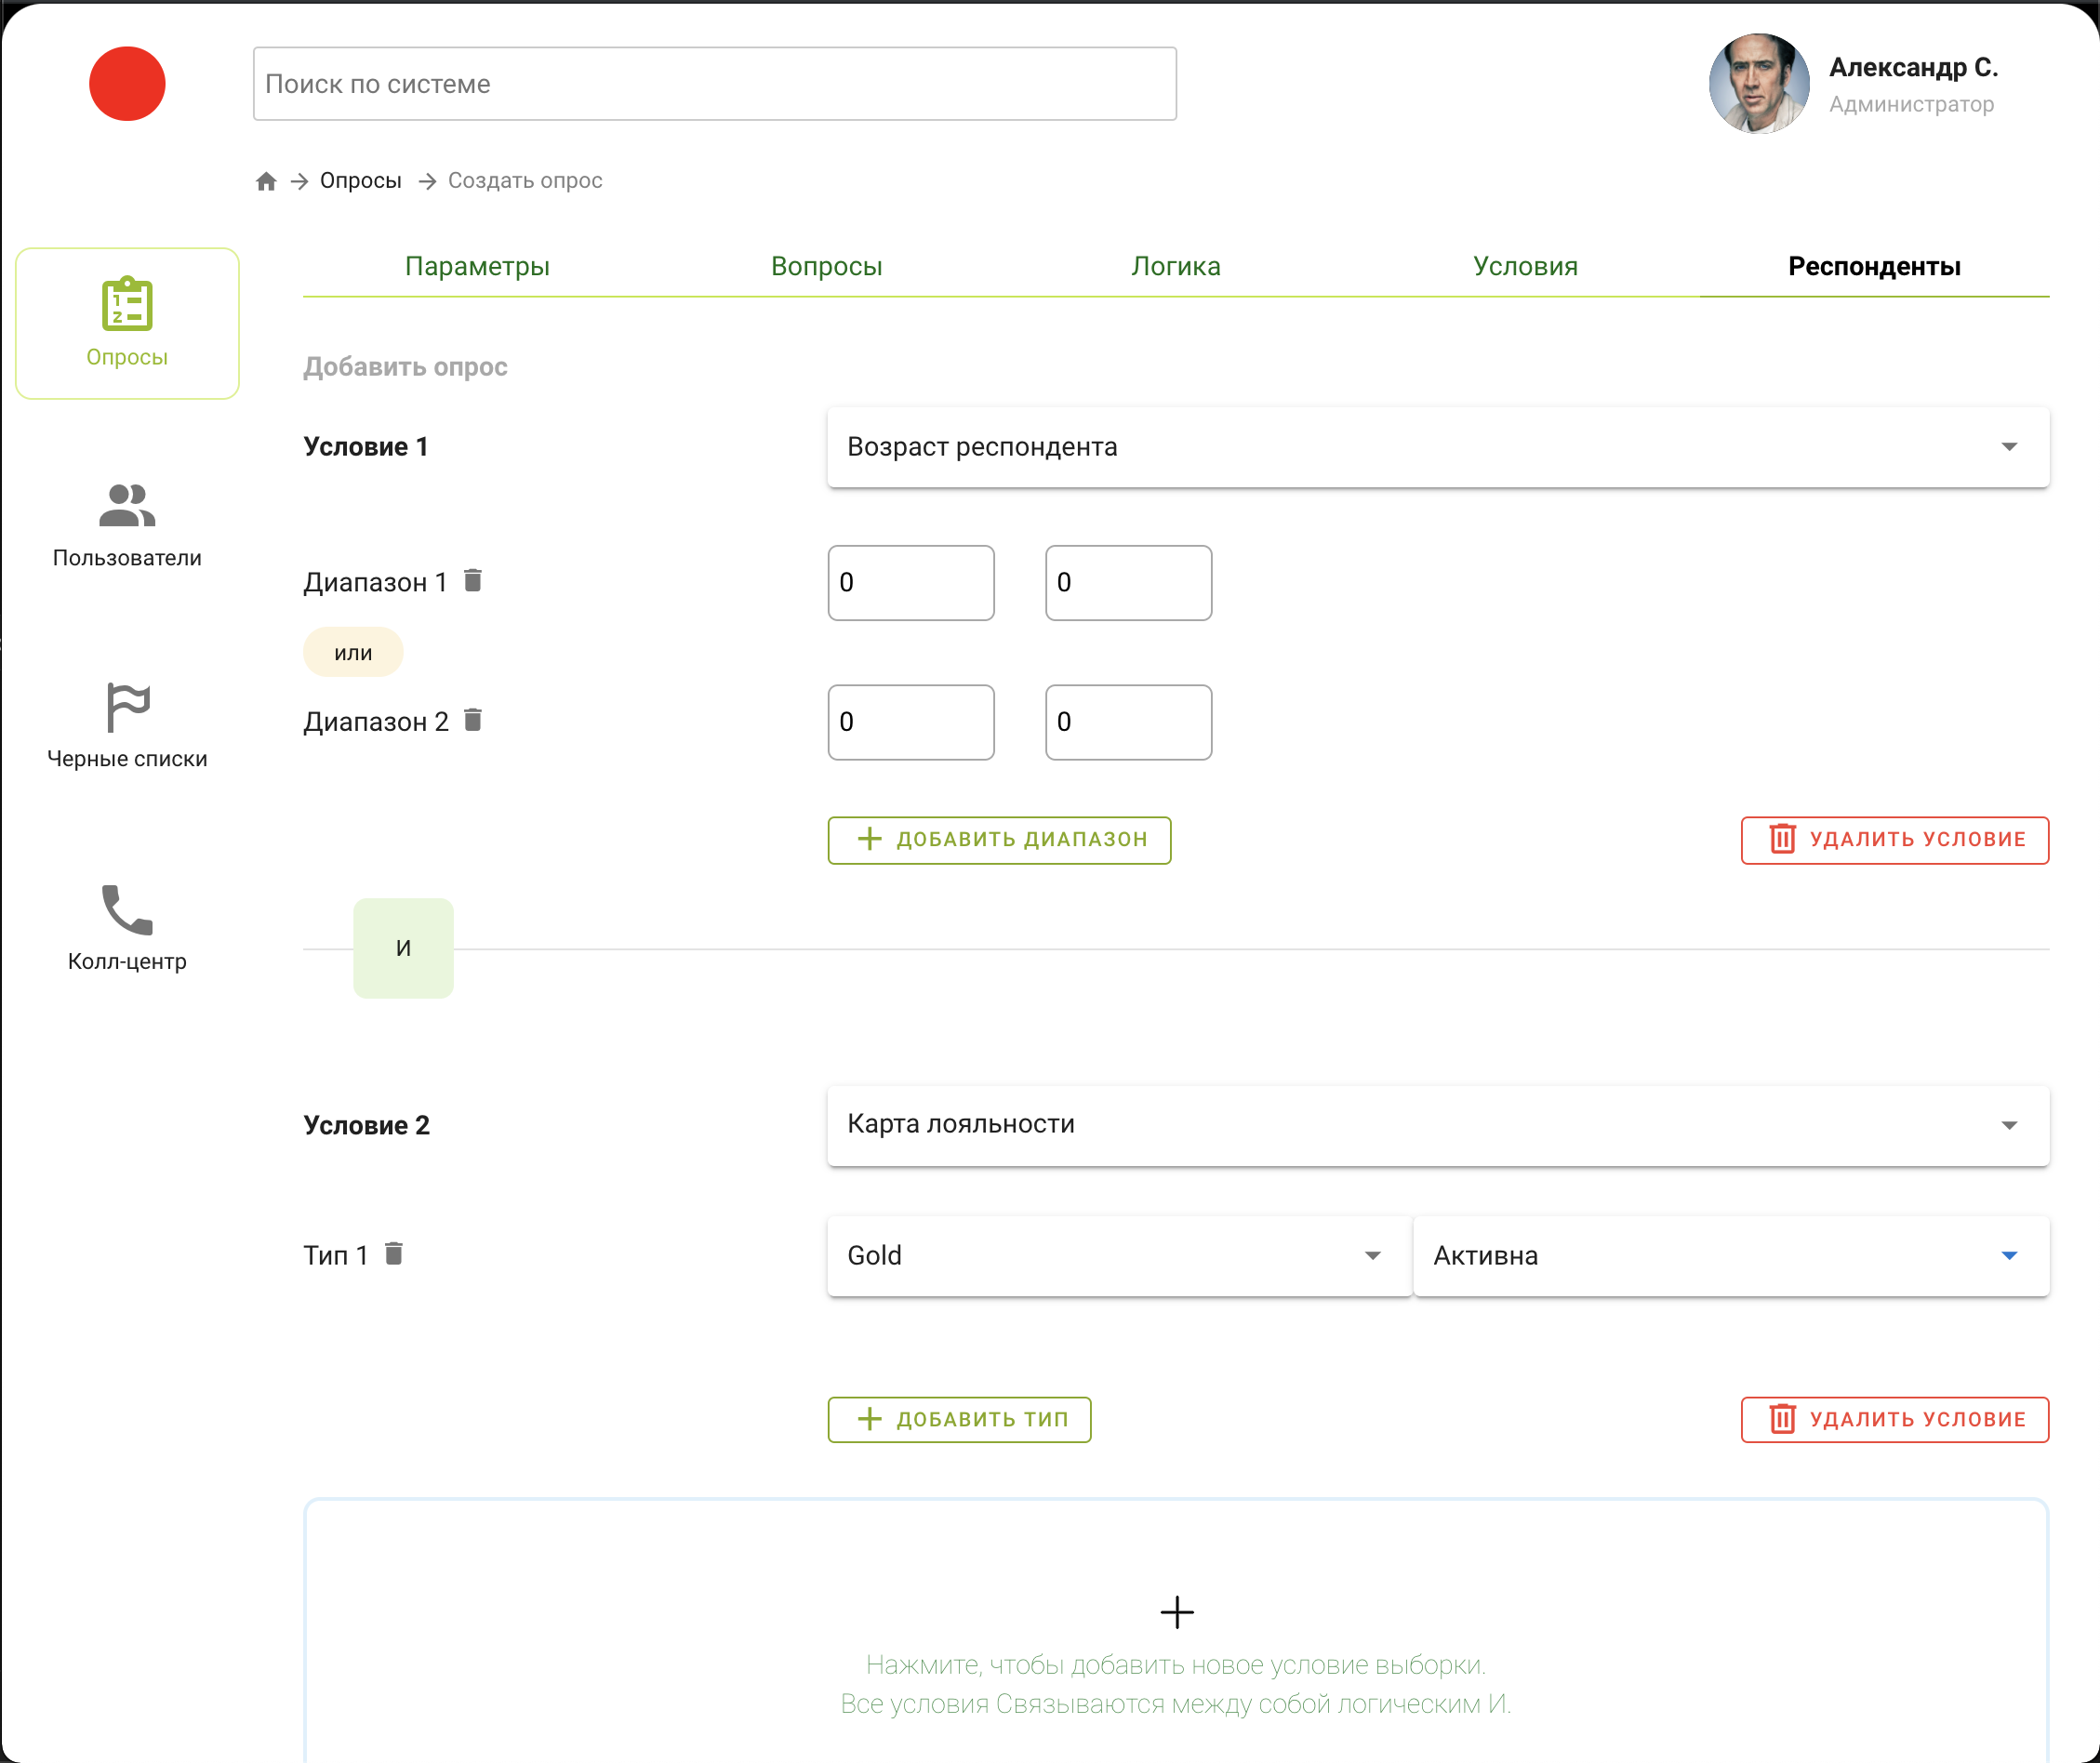 Поиск по системе
Александр С.
Администратор
Опросы
Создать опрос
Параметры
Вопросы
Логика
Условия
Респонденты
Опросы
Добавить опрос
Условие 1
Возраст респондента
Пользователи
Диапазон 1
0
0
или
Диапазон 2
0
0
Черные списки
ДОБАВИТЬ ДИАПАЗОН
УДАЛИТЬ УСЛОВИЕ
И
Колл-центр
Условие 2
Карта лояльности
Тип 1
Gold
Активна
ДОБАВИТЬ ТИП
УДАЛИТЬ УСЛОВИЕ
Нажмите, чтобы добавить новое условие выборки.
Все условия Связываются между собой логическим И.